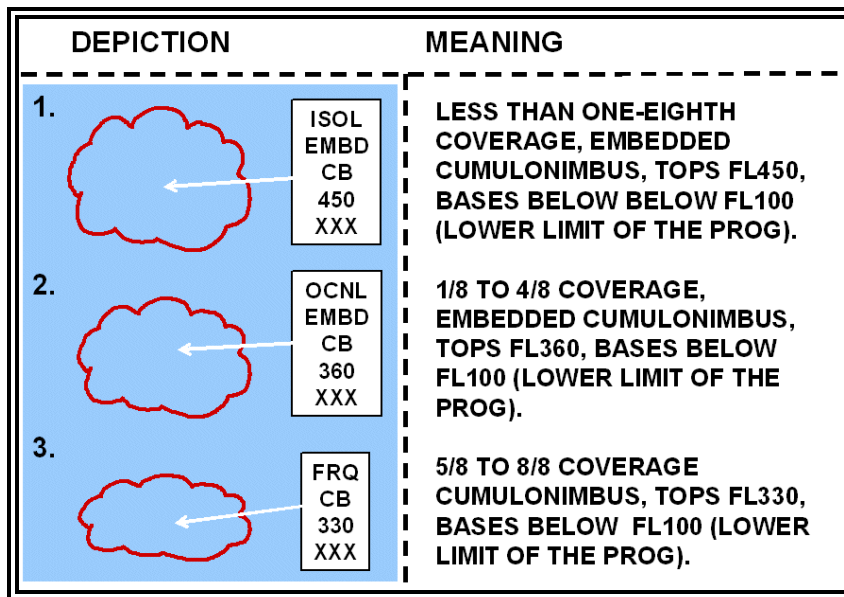 DEPICTION
MEANING
1.
ISOL
EMBD
CB
450
XXX
LESS THAN ONE-EIGHTH
COVERAGE, EMBEDDED
CUMULONIMBUS, TOPS FL450,
BASES BELOW BELOW FL100
(LOWER LIMIT OF THE PROG).
2.
OCNL
EMBD
CB
360
XXX
1/8 TO 4/8 COVERAGE,
EMBEDDED CUMULONIMBUS,
TOPS FL360, BASES BELOW
FL100 (LOWER LIMIT OF THE
PROG).
3.
FRQ
CB
330
XXX
5/8 TO 8/8 COVERAGE
CUMULONIMBUS, TOPS FL330,
BASES BELOW FL100 (LOWER
LIMIT OF THE PROG).